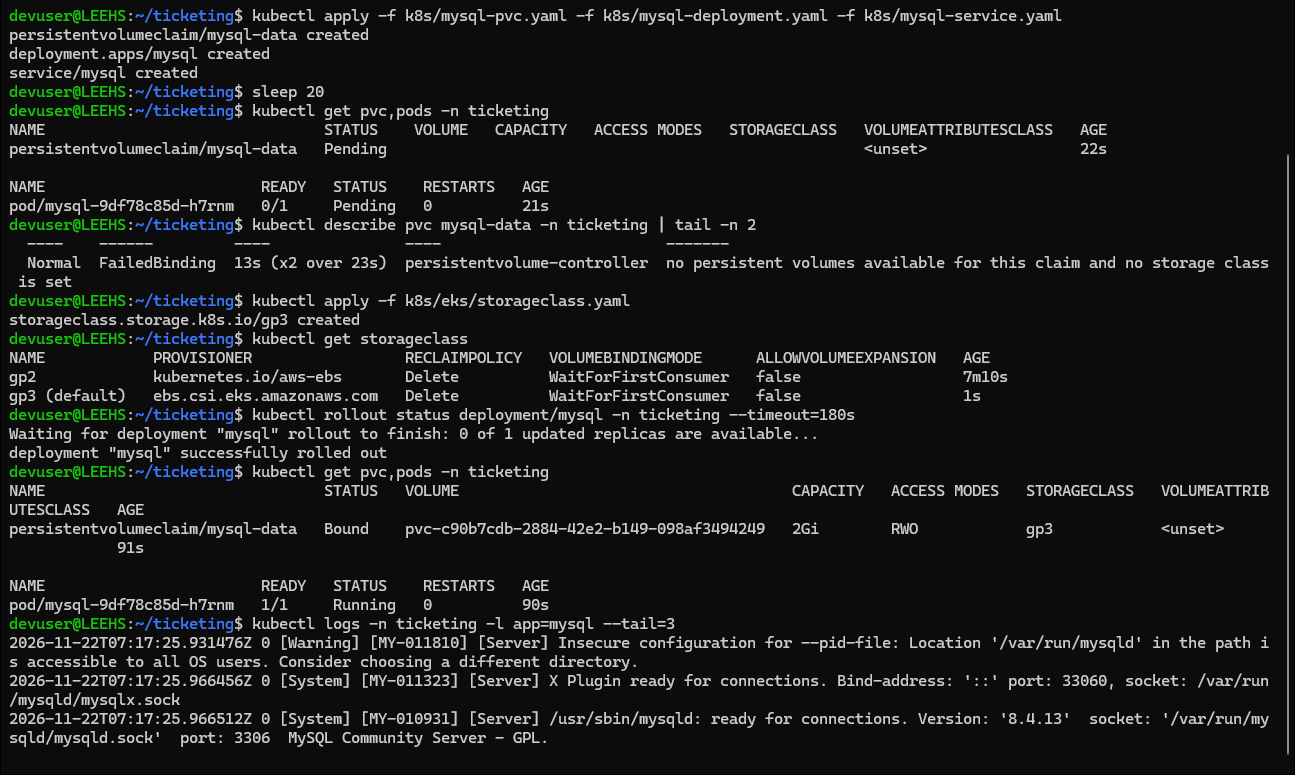 devuser@LEEHS:~/ticketing$ kubectl apply -f k8s/mysql-pvc.yaml -f k8s/mysql-deployment.yaml -f k8s/mysql-service.yaml
persistentvolumeclaim/mysql-data created
deployment.apps/mysql created
service/mysql created
devuser@LEEHS:~/ticketing$ sleep 20
devuser@LEEHS:~/ticketing$ kubectl get pvc,pods -n ticketing
NAME                               STATUS    VOLUME   CAPACITY   ACCESS MODES   STORAGECLASS   VOLUMEATTRIBUTESCLASS   AGE
persistentvolumeclaim/mysql-data   Pending                                                     <unset>                 22s

NAME                        READY   STATUS    RESTARTS   AGE
pod/mysql-9df78c85d-h7rnm   0/1     Pending   0          21s
devuser@LEEHS:~/ticketing$ kubectl describe pvc mysql-data -n ticketing | tail -n 2
  ----    ------         ----               ----                         -------
  Normal  FailedBinding  13s (x2 over 23s)  persistentvolume-controller  no persistent volumes available for this claim and no storage class
 is set
devuser@LEEHS:~/ticketing$ kubectl apply -f k8s/eks/storageclass.yaml
storageclass.storage.k8s.io/gp3 created
devuser@LEEHS:~/ticketing$ kubectl get storageclass
NAME            PROVISIONER                 RECLAIMPOLICY   VOLUMEBINDINGMODE      ALLOWVOLUMEEXPANSION   AGE
gp2             kubernetes.io/aws-ebs       Delete          WaitForFirstConsumer   false                  7m10s
gp3 (default)   ebs.csi.eks.amazonaws.com   Delete          WaitForFirstConsumer   false                  1s
devuser@LEEHS:~/ticketing$ kubectl rollout status deployment/mysql -n ticketing --timeout=180s
Waiting for deployment "mysql" rollout to finish: 0 of 1 updated replicas are available...
deployment "mysql" successfully rolled out
devuser@LEEHS:~/ticketing$ kubectl get pvc,pods -n ticketing
NAME                               STATUS   VOLUME                                     CAPACITY   ACCESS MODES   STORAGECLASS   VOLUMEATTRIB
UTESCLASS   AGE
persistentvolumeclaim/mysql-data   Bound    pvc-c90b7cdb-2884-42e2-b149-098af3494249   2Gi        RWO            gp3            <unset>
            91s

NAME                        READY   STATUS    RESTARTS   AGE
pod/mysql-9df78c85d-h7rnm   1/1     Running   0          90s
devuser@LEEHS:~/ticketing$ kubectl logs -n ticketing -l app=mysql --tail=3
2026-11-22T07:17:25.931476Z 0 [Warning] [MY-011810] [Server] Insecure configuration for --pid-file: Location '/var/run/mysqld' in the path i
s accessible to all OS users. Consider choosing a different directory.
2026-11-22T07:17:25.966456Z 0 [System] [MY-011323] [Server] X Plugin ready for connections. Bind-address: '::' port: 33060, socket: /var/run
/mysqld/mysqlx.sock
2026-11-22T07:17:25.966512Z 0 [System] [MY-010931] [Server] /usr/sbin/mysqld: ready for connections. Version: '8.4.13'  socket: '/var/run/my
sqld/mysqld.sock'  port: 3306  MySQL Community Server - GPL.